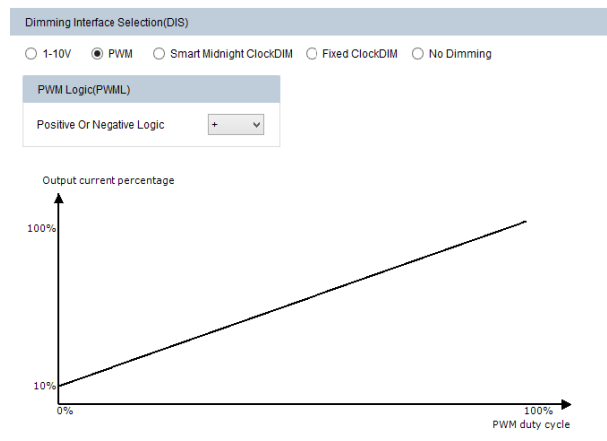 Dimming Interface Selection(DIS)
1-10V PWM Smart Midnight ClockDIM Fixed ClockDIM No Dimming
PWM Logic(PWML)
Positive Or Negative Logic +
Output current percentage
100%
10%
0% 100%
PWM duty cycle